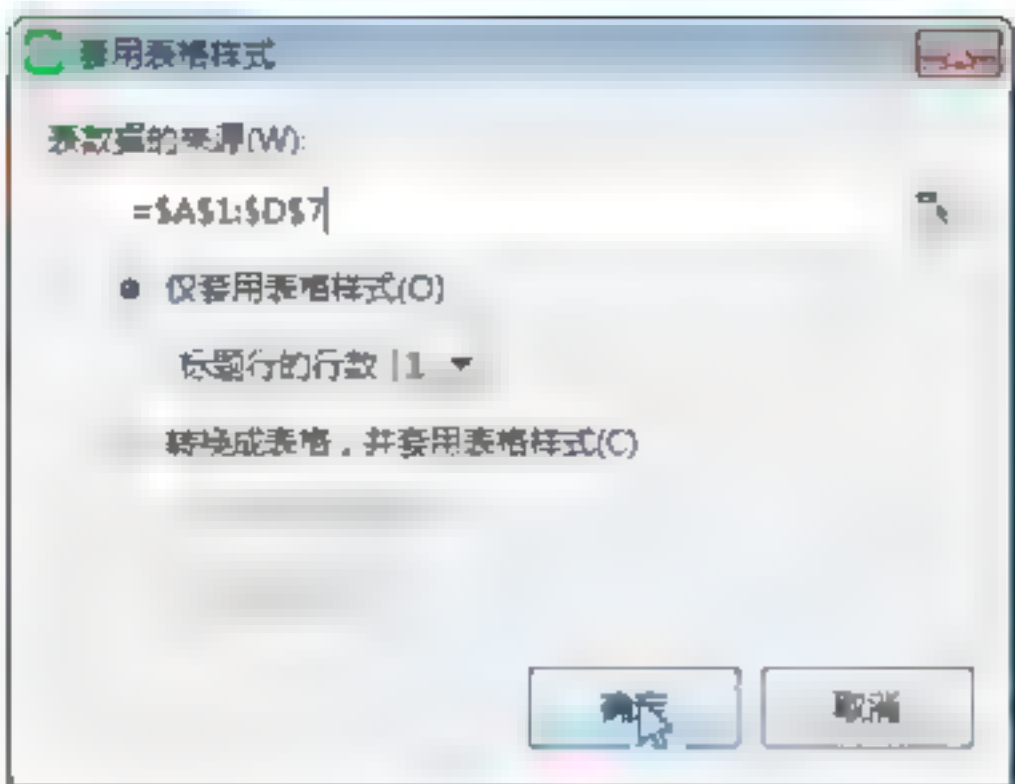 套用表格样式
表数据的来源(W):
=$A$1:$D$7
仅套用表格样式(O)
标题行的行数 1
转换成表格，并套用表格样式(C)
确定
取消